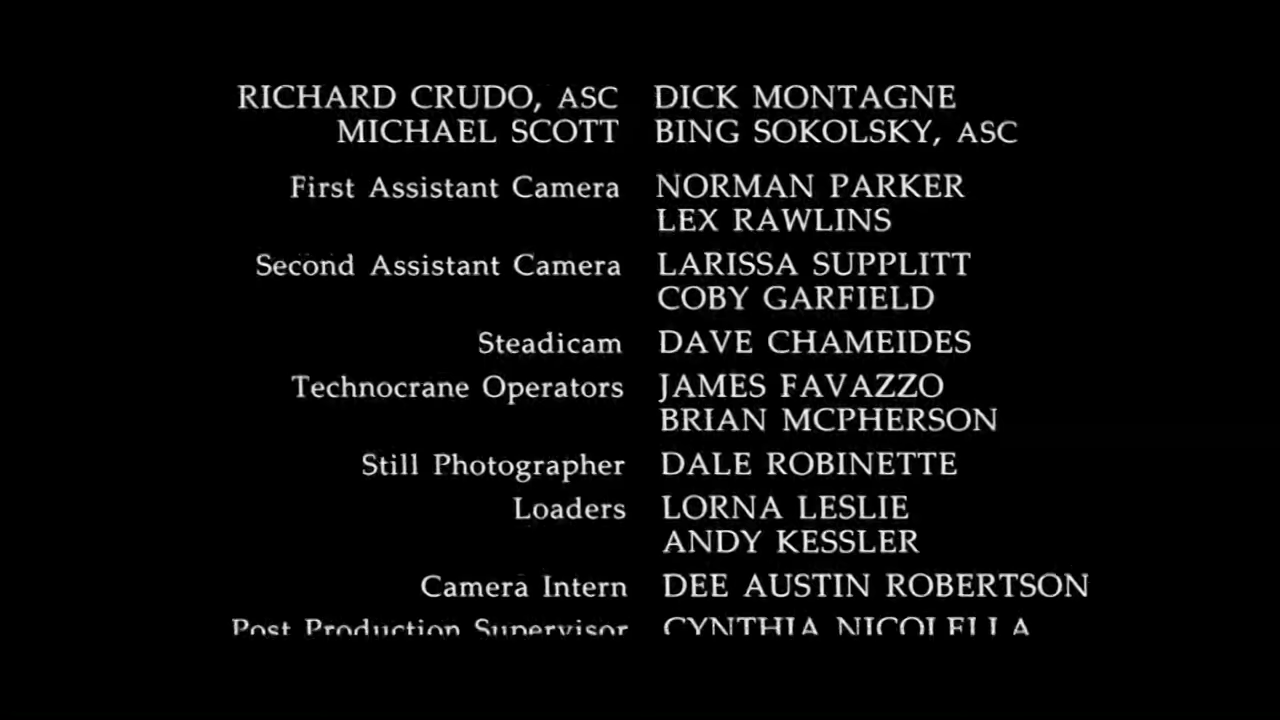 RICHARD CRUDO, ASC DICK MONTAGNE
MICHAEL SCOTT BING SOKOLSKY, ASC
First Assistant Camera NORMAN PARKER
LEX RAWLINS
Second Assistant Camera LARISSA SUPPLITT
COBY GARFIELD
Steadicam DAVE CHAMEIDES
Technocrane Operators JAMES FAVAZZO
BRIAN MCPHERSON
Still Photographer DALE ROBINETTE
Loaders LORNA LESLIE
ANDY KESSLER
Camera Intern DEE AUSTIN ROBERTSON
Post Production Supervisor CYNTHIA NICOLELLA